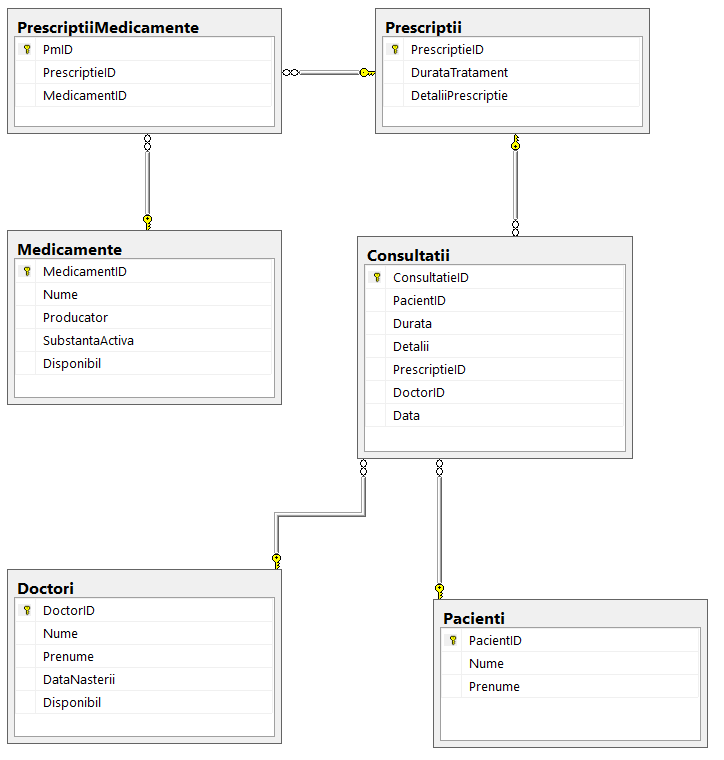 PrescriptiiMedicamente
PmID
PrescriptieID
MedicamentID
Prescriptii
PrescriptieID
DurataTratament
DetaliiPrescriptie
Medicamente
MedicamentID
Nume
Producator
SubstantaActiva
Disponibil
Consultatii
ConsultatieID
PacientID
Durata
Detalii
PrescriptieID
DoctorID
Data
Doctori
DoctorID
Nume
Prenume
DataNasterii
Disponibil
Pacienti
PacientID
Nume
Prenume